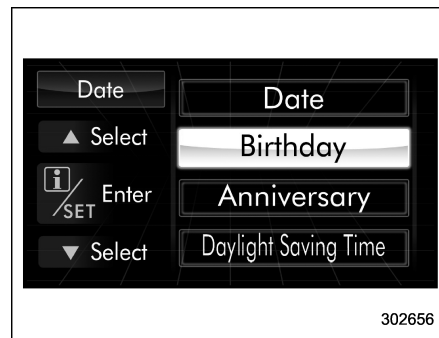 Date
▲ Select
i/SET Enter
▼ Select
Date
Birthday
Anniversary
Daylight Saving Time
302656